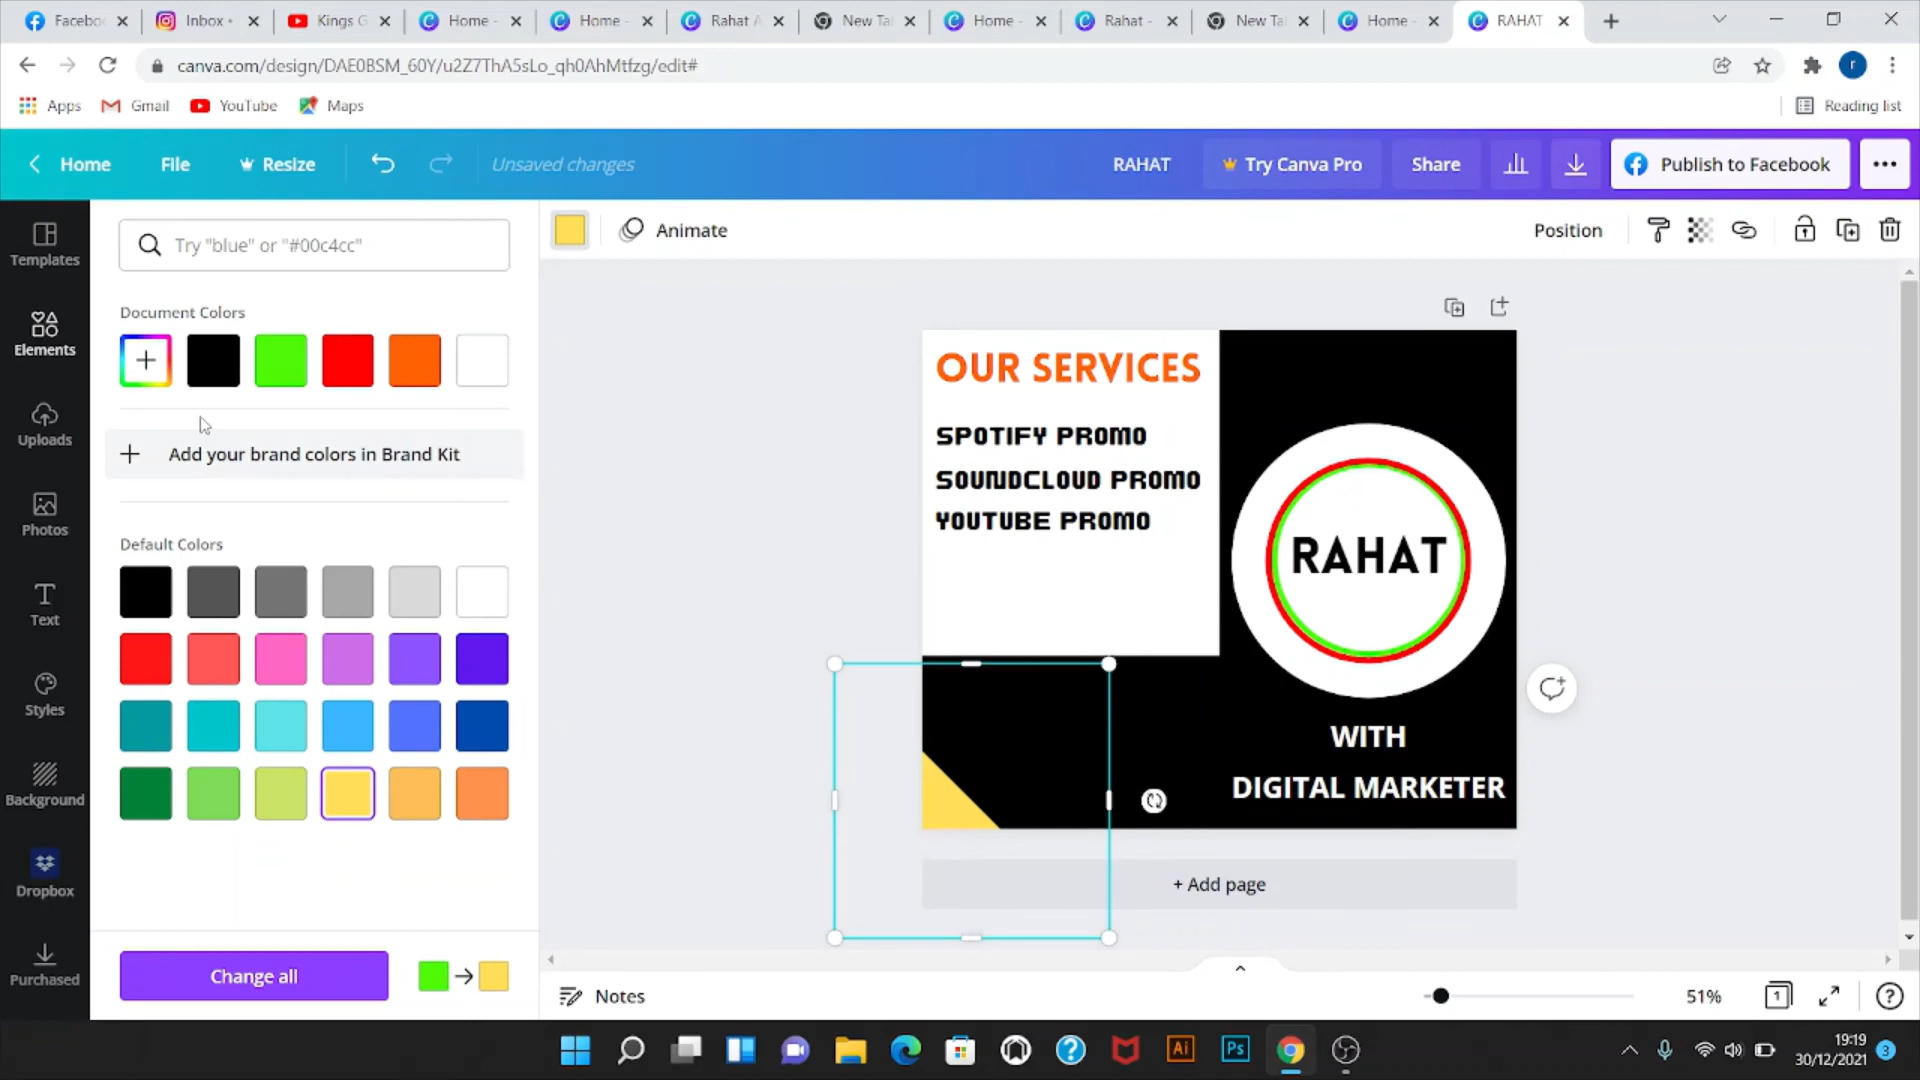 Facebo
Inbox •
Kings G
Home -
Home -
Rahat A
New Ta
Home -
Rahat -
New Ta
Home -
RAHAT
canva.com/design/DAE0BSM_60Y/u2Z7ThA5sLo_qh0AhMtfzg/edit#
r
Apps
Gmail
YouTube
Maps
Reading list
Home
File
Resize
Unsaved changes
RAHAT
Try Canva Pro
Share
Publish to Facebook
Templates
Elements
Uploads
Photos
Text
Styles
Background
Dropbox
Purchased
Try "blue" or "#00c4cc"
Document Colors
Add your brand colors in Brand Kit
Default Colors
Change all
Animate
Position
OUR SERVICES
SPOTIFY PROMO
SOUNDCLOUD PROMO
YOUTUBE PROMO
RAHAT
WITH
DIGITAL MARKETER
+ Add page
Notes
51%
1
Ai
Ps
19:19
30/12/2021
3